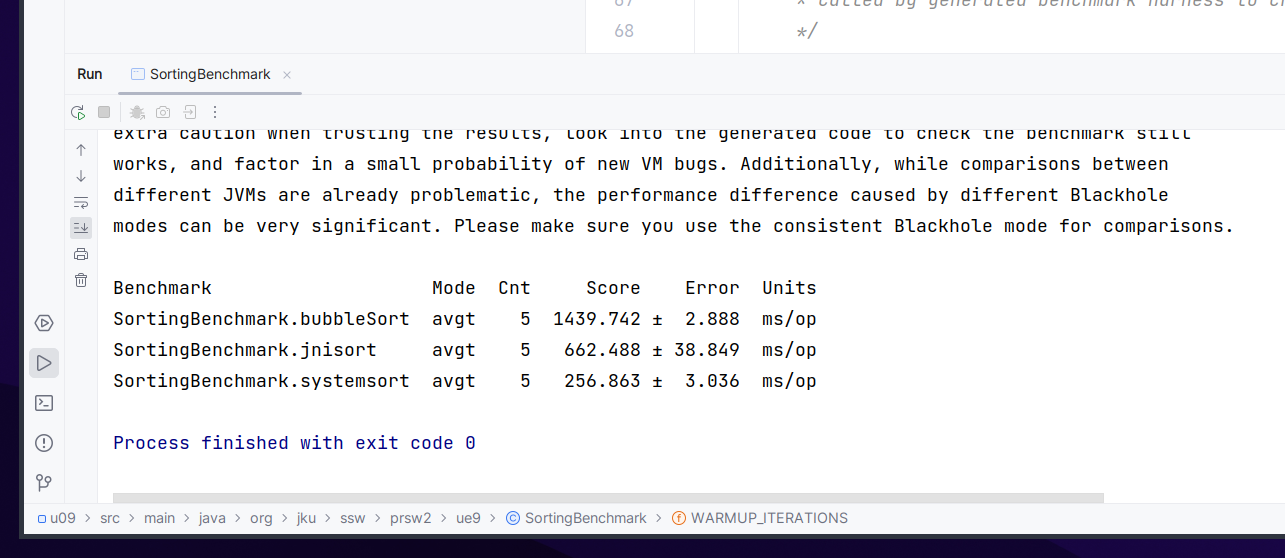 67 * called by generated benchmark harness to
68 */
Run SortingBenchmark
extra caution when trusting the results, look into the generated code to check the benchmark still
works, and factor in a small probability of new VM bugs. Additionally, while comparisons between
different JVMs are already problematic, the performance difference caused by different Blackhole
modes can be very significant. Please make sure you use the consistent Blackhole mode for comparisons.
Benchmark Mode Cnt Score Error Units
SortingBenchmark.bubbleSort avgt 5 1439.742 ± 2.888 ms/op
SortingBenchmark.jnisort avgt 5 662.488 ± 38.849 ms/op
SortingBenchmark.systemsort avgt 5 256.863 ± 3.036 ms/op
Process finished with exit code 0
u09 > src > main > java > org > jku > ssw > prsw2 > ue9 > SortingBenchmark > WARMUP_ITERATIONS